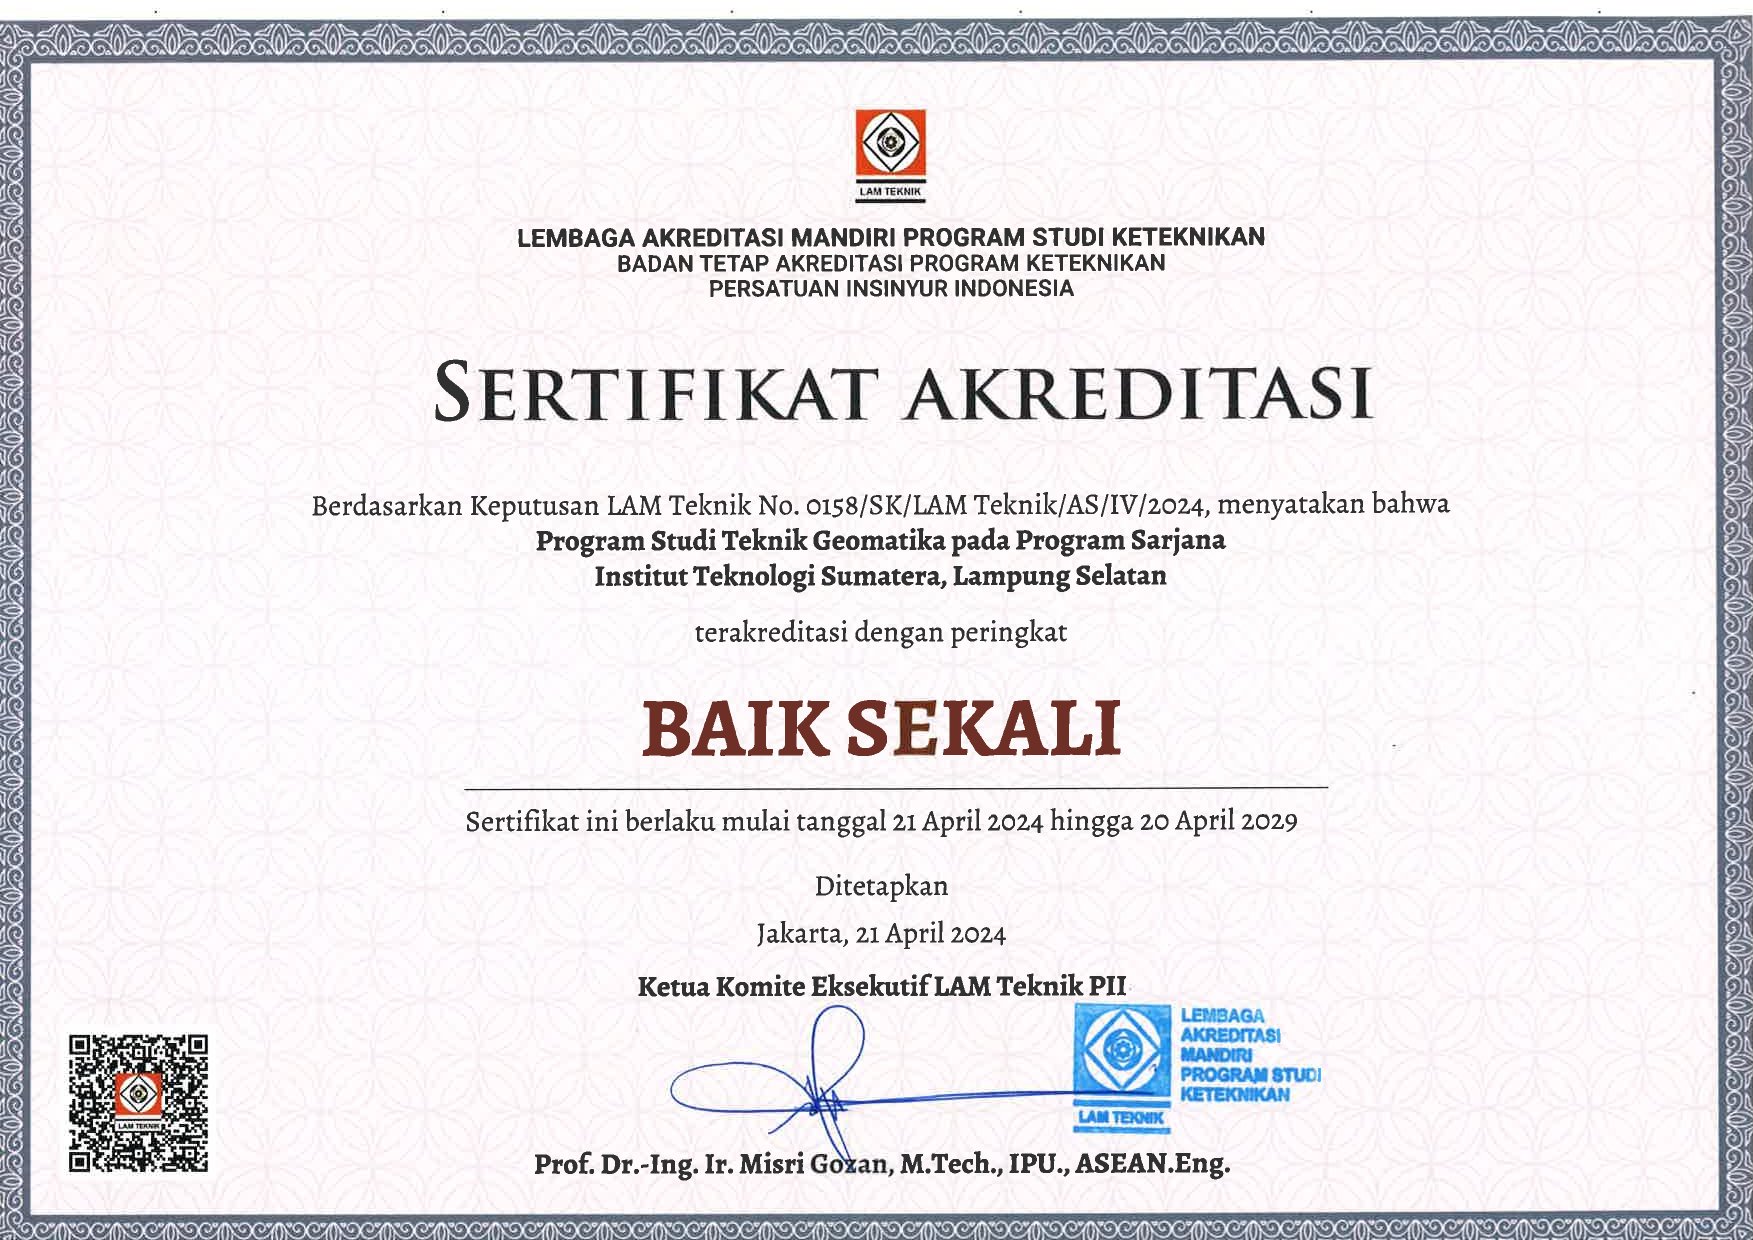 LAM TEKNIK
LEMBAGA AKREDITASI MANDIRI PROGRAM STUDI KETEKNIKAN
BADAN TETAP AKREDITASI PROGRAM KETEKNIKAN
PERSATUAN INSINYUR INDONESIA
SERTIFIKAT AKREDITASI
Berdasarkan Keputusan LAM Teknik No. 0158/SK/LAM Teknik/AS/IV/2024, menyatakan bahwa
Program Studi Teknik Geomatika pada Program Sarjana
Institut Teknologi Sumatera, Lampung Selatan
terakreditasi dengan peringkat
BAIK SEKALI
Sertifikat ini berlaku mulai tanggal 21 April 2024 hingga 20 April 2029
Ditetapkan
Jakarta, 21 April 2024
Ketua Komite Eksekutif LAM Teknik PII
LEMBAGA
AKREDITASI
MANDIRI
PROGRAM STUDI
KETEKNIKAN
LAM TEKNIK
LAM TEKNIK
Prof. Dr.-Ing. Ir. Misri Gozan, M.Tech., IPU., ASEAN.Eng.